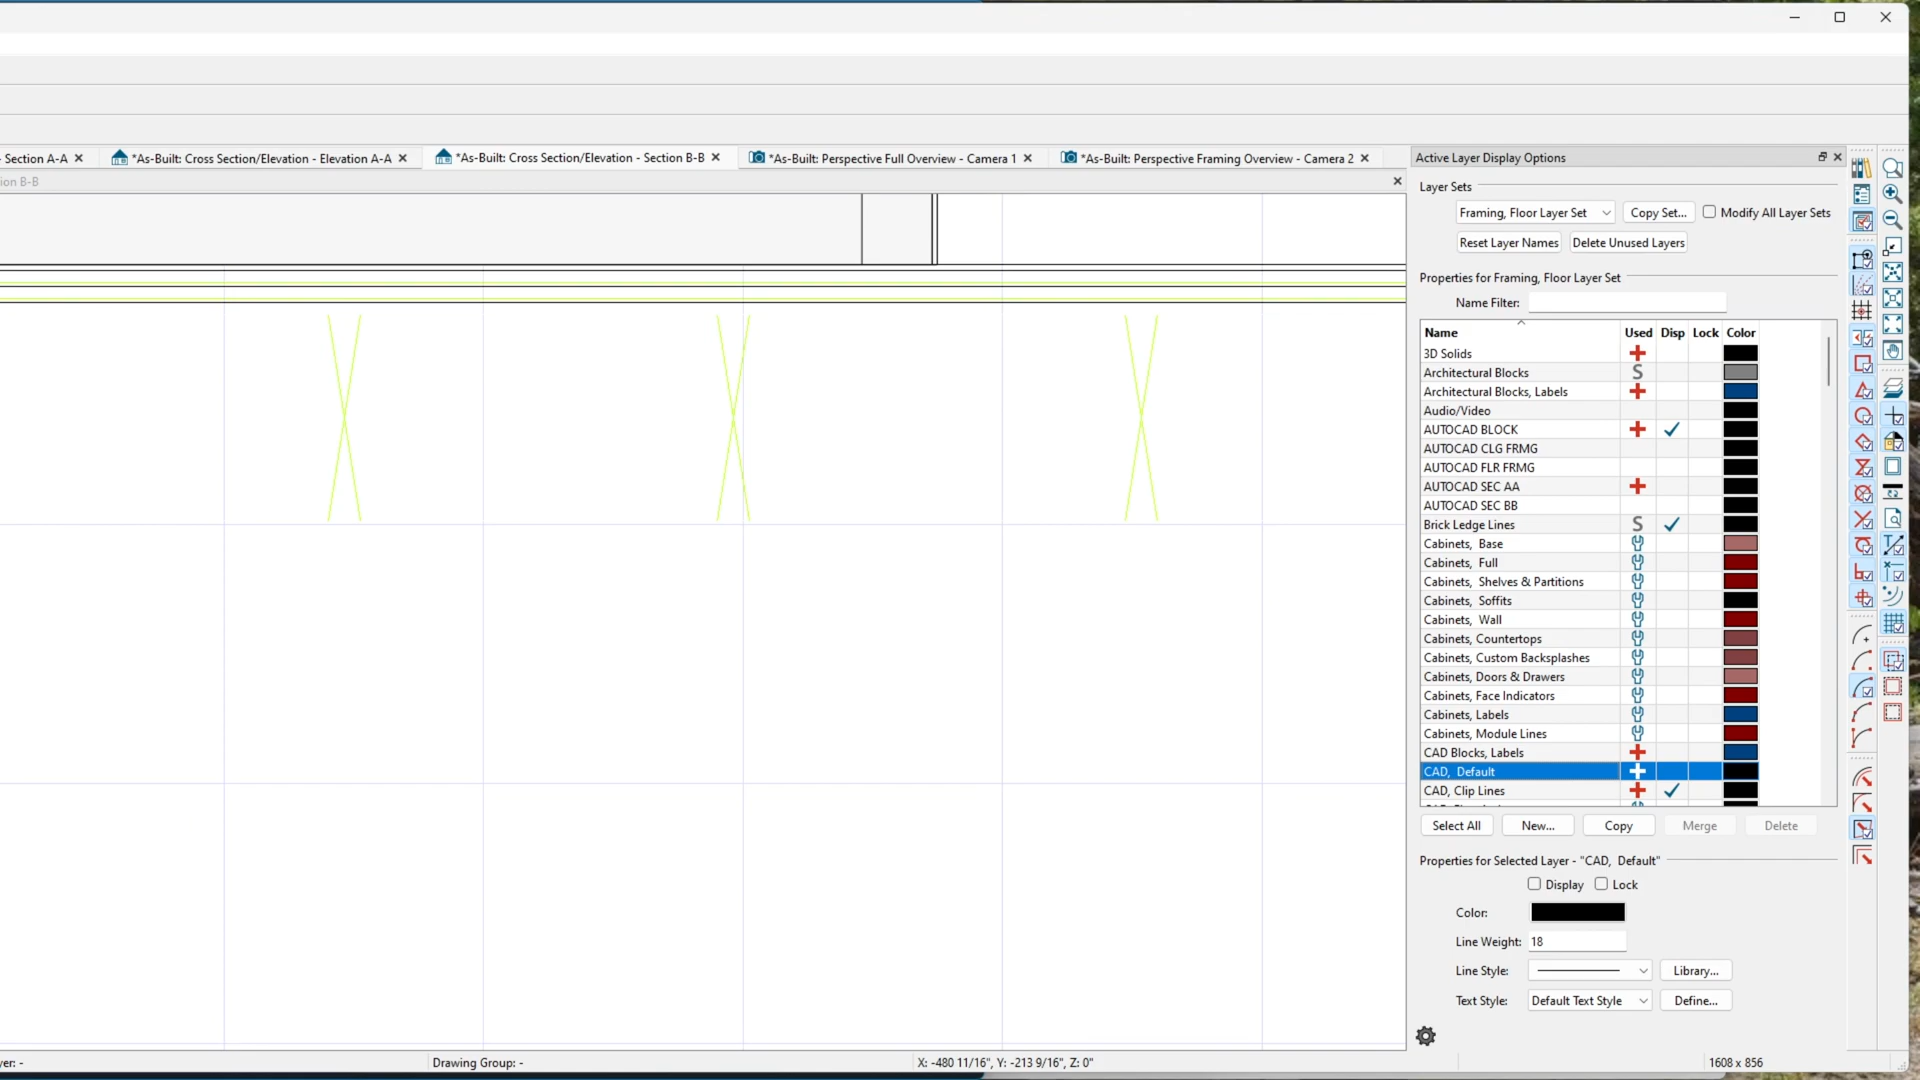 - Section A-A
*As-Built: Cross Section/Elevation - Elevation A-A
*As-Built: Cross Section/Elevation - Section B-B
*As-Built: Perspective Full Overview - Camera 1
*As-Built: Perspective Framing Overview - Camera 2
ion B-B
Active Layer Display Options
Layer Sets
Framing, Floor Layer Set
Copy Set...
Modify All Layer Sets
Reset Layer Names
Delete Unused Layers
Properties for Framing, Floor Layer Set
Name Filter:
Name Used Disp Lock Color
3D Solids
Architectural Blocks S
Architectural Blocks, Labels
Audio/Video
AUTOCAD BLOCK
AUTOCAD CLG FRMG
AUTOCAD FLR FRMG
AUTOCAD SEC AA
AUTOCAD SEC BB
Brick Ledge Lines S
Cabinets,  Base
Cabinets,  Full
Cabinets,  Shelves & Partitions
Cabinets,  Soffits
Cabinets,  Wall
Cabinets, Countertops
Cabinets, Custom Backsplashes
Cabinets, Doors & Drawers
Cabinets, Face Indicators
Cabinets, Labels
Cabinets, Module Lines
CAD Blocks, Labels
CAD,  Default
CAD, Clip Lines
Select All
New...
Copy
Merge
Delete
Properties for Selected Layer - "CAD,  Default"
Display
Lock
Color:
Line Weight: 18
Line Style:
Library...
Text Style: Default Text Style
Define...
yer: -
Drawing Group: -
X: -480 11/16", Y: -213 9/16", Z: 0"
1608 x 856